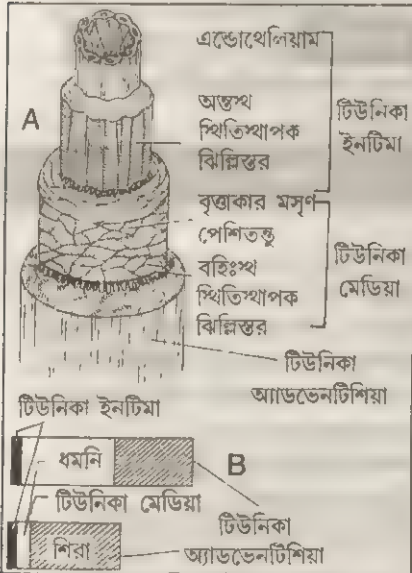 এন্ডোথেলিয়াম
A
অন্তস্থ
স্থিতিস্থাপক
ঝিল্লিস্তর
টিউনিকা
ইনটিমা
বৃত্তাকার মসৃণ
পেশিতন্তু
বহিঃস্থ
স্থিতিস্থাপক
ঝিল্লিস্তর
টিউনিকা
মেডিয়া
টিউনিকা
অ্যাডভেনটিশিয়া
টিউনিকা ইনটিমা
ধমনি
B
টিউনিকা মেডিয়া
শিরা
টিউনিকা
অ্যাডভেনটিশিয়া